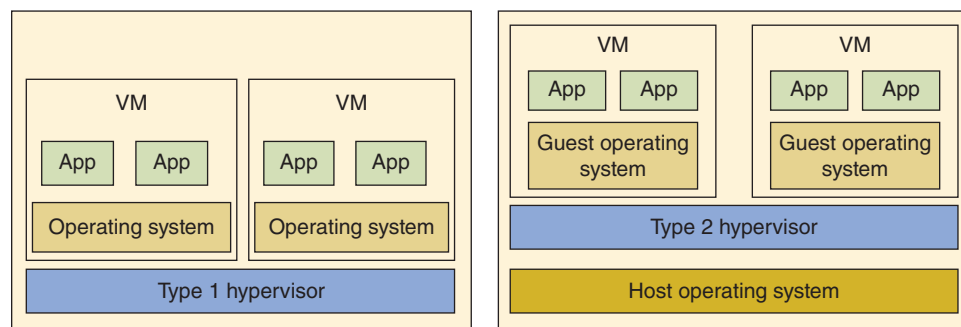 VM
VM
App
App
App
App
Operating system
Operating system
Type 1 hypervisor
VM
VM
App
App
App
App
Guest operating
system
Guest operating
system
Type 2 hypervisor
Host operating system